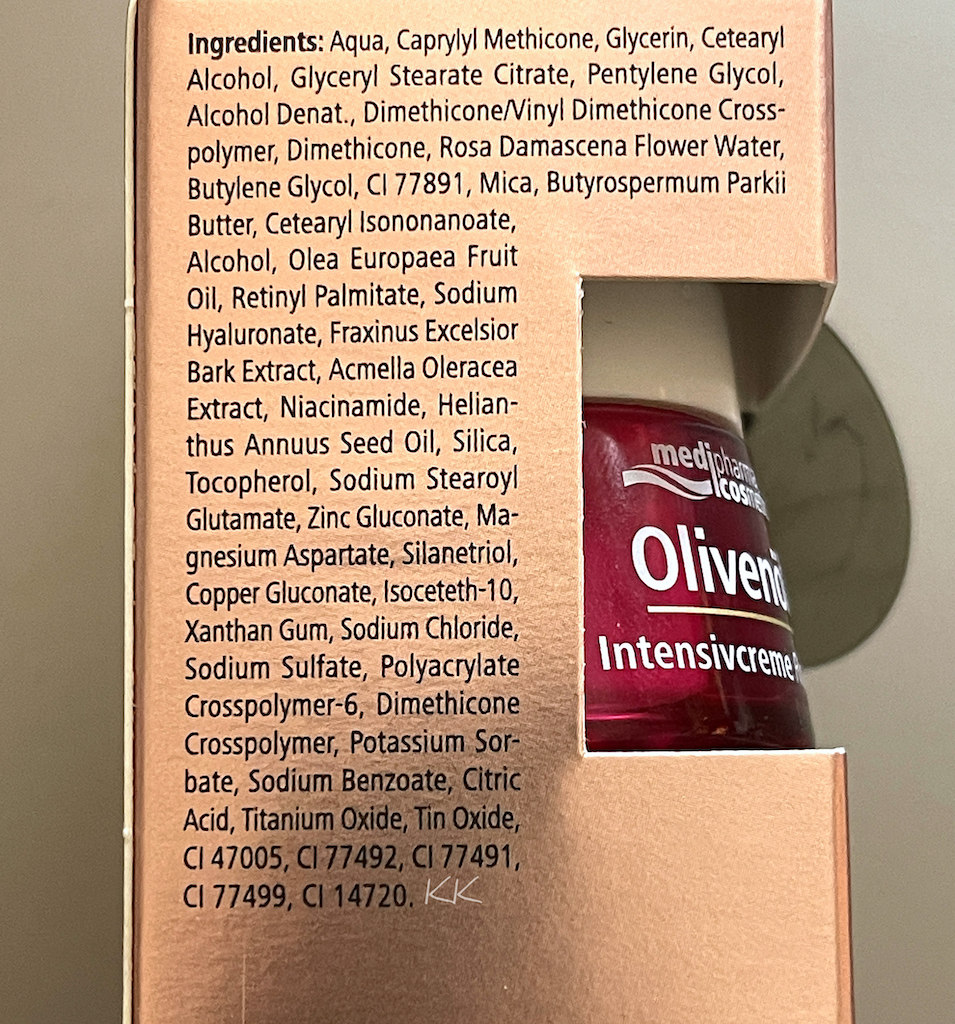 Ingredients: Aqua, Caprylyl Methicone, Glycerin, Cetearyl
Alcohol, Glyceryl Stearate Citrate, Pentylene Glycol,
Alcohol Denat., Dimethicone/Vinyl Dimethicone Cross-
polymer, Dimethicone, Rosa Damascena Flower Water,
Butylene Glycol, CI 77891, Mica, Butyrospermum Parkii
Butter, Cetearyl Isononanoate,
Alcohol, Olea Europaea Fruit
Oil, Retinyl Palmitate, Sodium
Hyaluronate, Fraxinus Excelsior
Bark Extract, Acmella Oleracea
Extract, Niacinamide, Helian-
thus Annuus Seed Oil, Silica,
Tocopherol, Sodium Stearoyl
Glutamate, Zinc Gluconate, Ma-
gnesium Aspartate, Silanetriol,
Copper Gluconate, Isoceteth-10,
Xanthan Gum, Sodium Chloride,
Sodium Sulfate, Polyacrylate
Crosspolymer-6, Dimethicone
Crosspolymer, Potassium Sor-
bate, Sodium Benzoate, Citric
Acid, Titanium Oxide, Tin Oxide,
CI 47005, CI 77492, CI 77491,
CI 77499, CI 14720. KK
medipharma
cosme
Olivenö
Intensivcreme